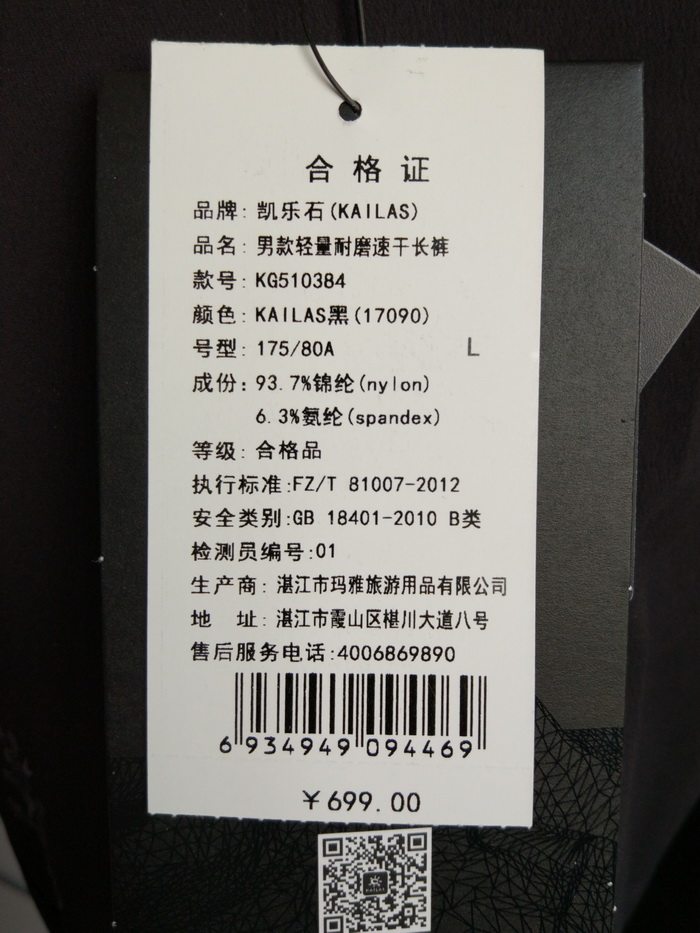 合格证
品牌: 凯乐石(KAILAS)
品名: 男款轻量耐磨速干长裤
款号: KG510384
颜色: KAILAS黑(17090)
号型: 175/80A L
成份: 93.7%锦纶(nylon)
6.3%氨纶(spandex)
等级: 合格品
执行标准:FZ/T 81007-2012
安全类别:GB 18401-2010 B类
检测员编号:01
生产商: 湛江市玛雅旅游用品有限公司
地 址: 湛江市霞山区椹川大道八号
售后服务电话:4006869890
6 934949 094469
￥699.00
KAILAS